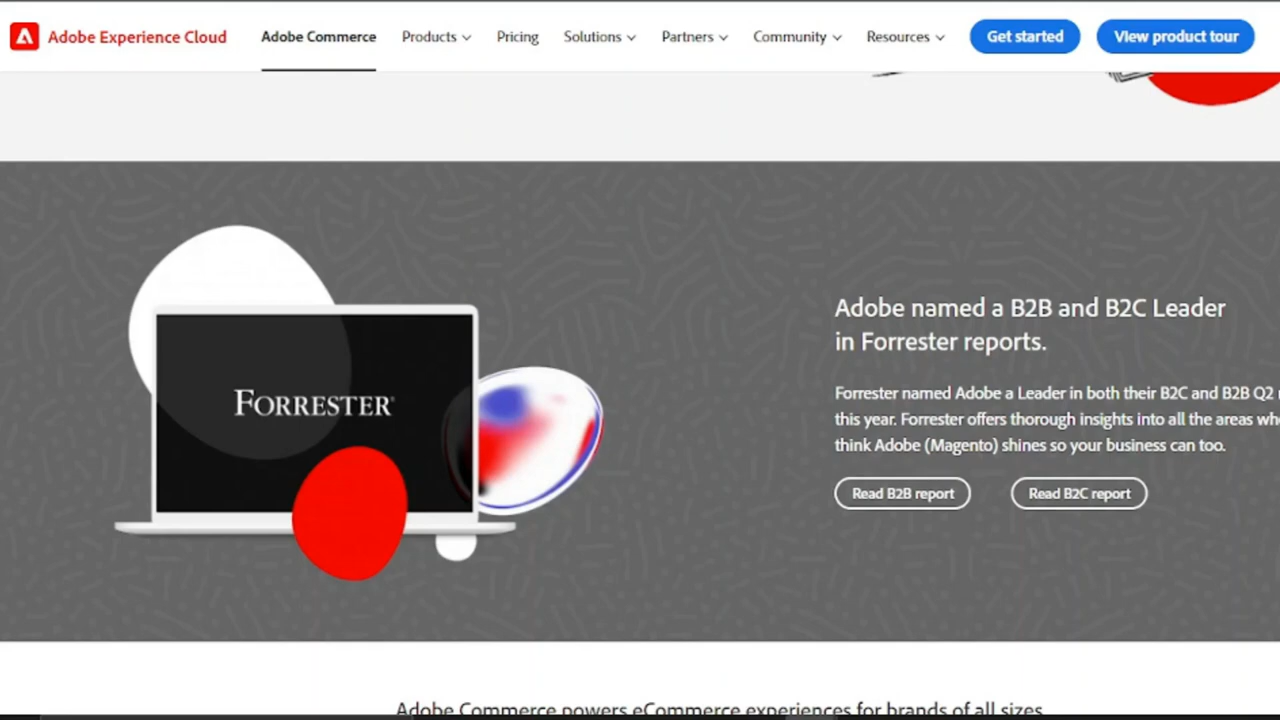 Adobe Experience Cloud Adobe Commerce Products Pricing Solutions Partners Community Resources Get started View product tour
FORRESTER®
Adobe named a B2B and B2C Leader
in Forrester reports.
Forrester named Adobe a Leader in both their B2C and B2B Q2
this year. Forrester offers thorough insights into all the areas
think Adobe (Magento) shines so your business can too.
Read B2B report Read B2C report
Adobe Commerce powers eCommerce experiences for brands of all sizes